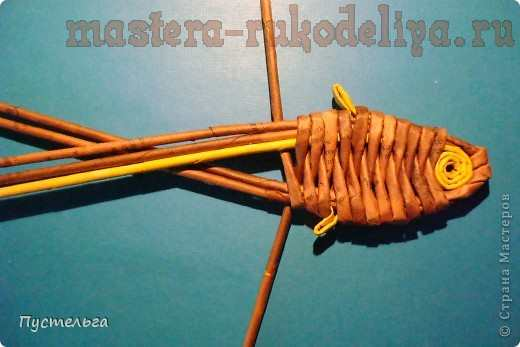 mastera-rukodeliya.ru
Пустельга
© Страна Мастеров